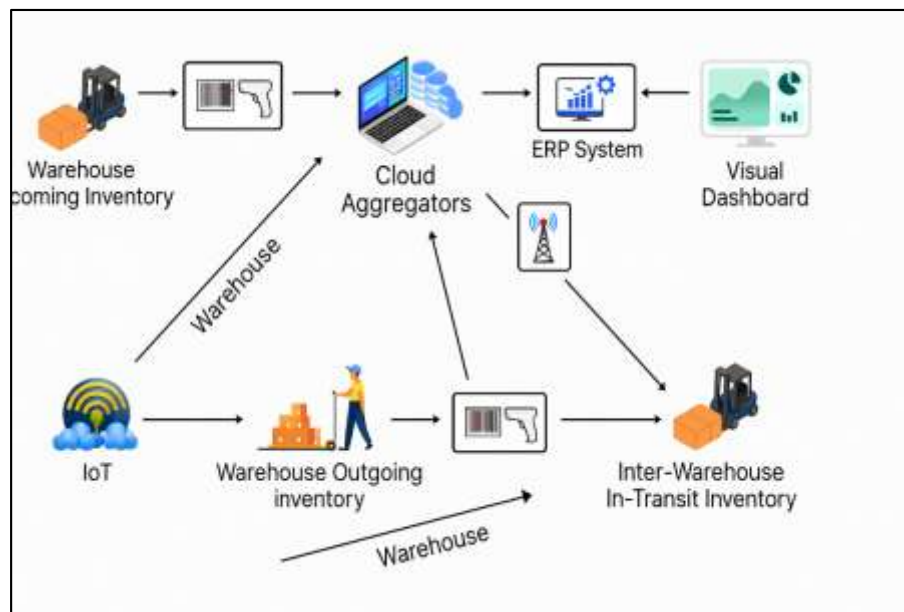 Warehouse
coming Inventory
Cloud
Aggregators
ERP System
Visual
Dashboard
Warehouse
IoT
Warehouse Outgoing
inventory
Inter-Warehouse
In-Transit Inventory
Warehouse